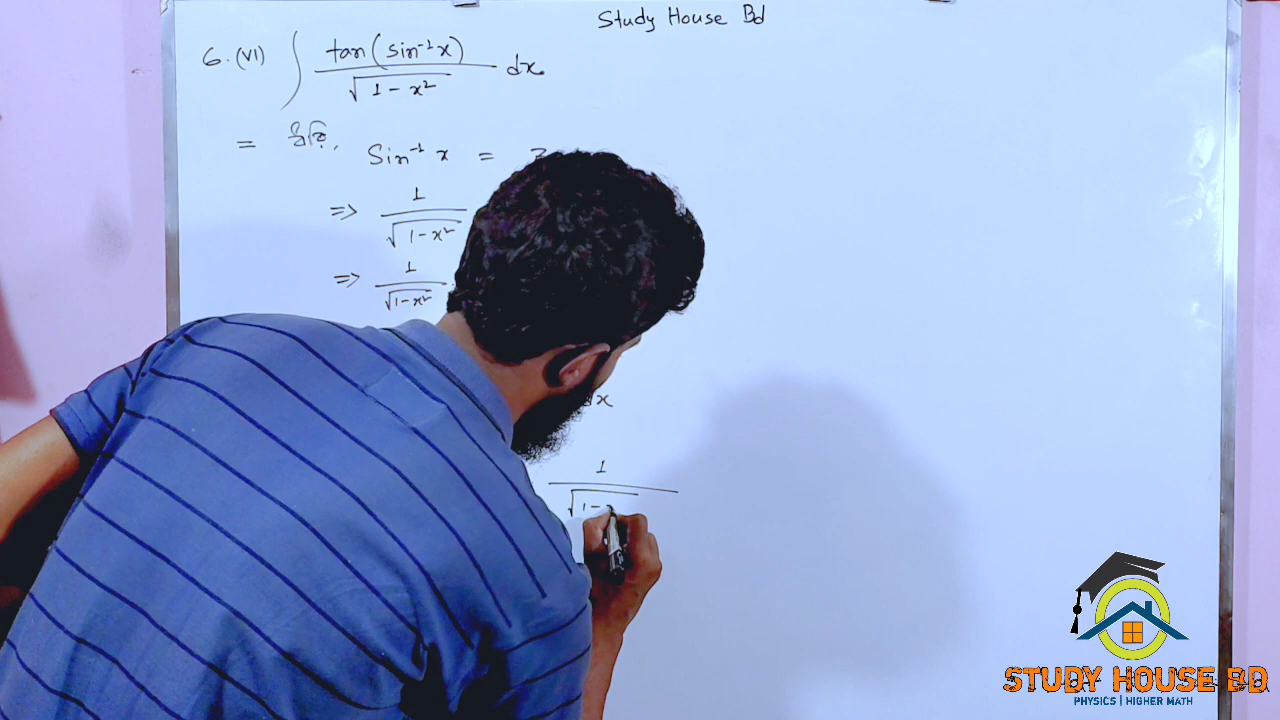 Study House Bd
6. (VI) ∫ tan(sin⁻¹x) / √(1 − x²) dx
= ধরি, Sin⁻¹ x =
=> 1 / √(1−x²)
=> 1 / √(1−x²)
dx
1 / √(1−
STUDY HOUSE BD
PHYSICS | HIGHER MATH